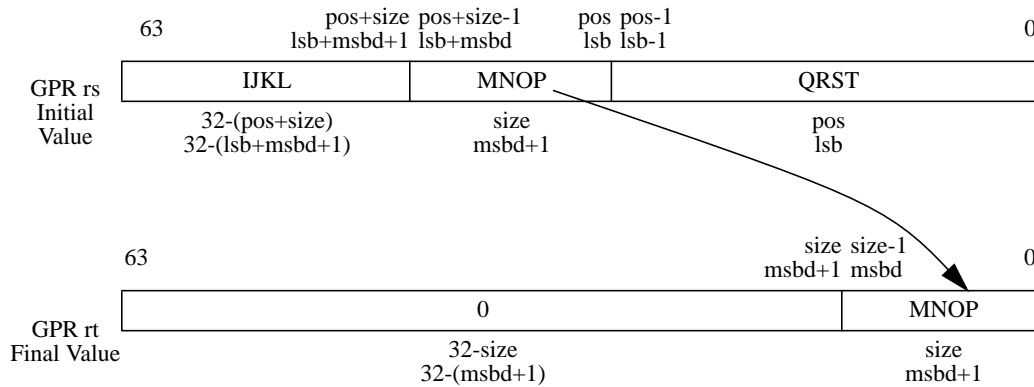 63 pos+size pos+size-1 pos pos-1 0
lsb+msbd+1 lsb+msbd lsb lsb-1
GPR rs
Initial
Value
IJKL MNOP QRST
32-(pos+size) size pos
32-(lsb+msbd+1) msbd+1 lsb
63 size size-1 0
msbd+1 msbd
GPR rt
Final Value
0 MNOP
32-size size
32-(msbd+1) msbd+1